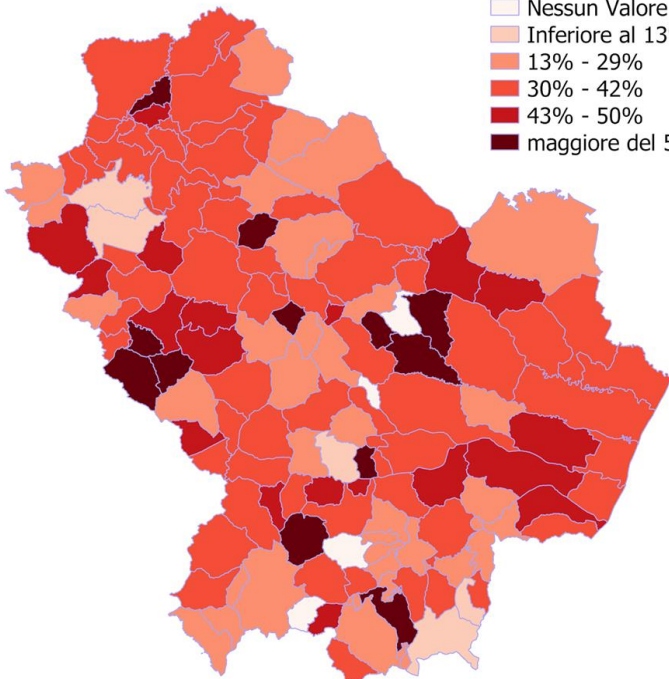 Nessun Valore
Inferiore al 13
13% - 29%
30% - 42%
43% - 50%
maggiore del 5